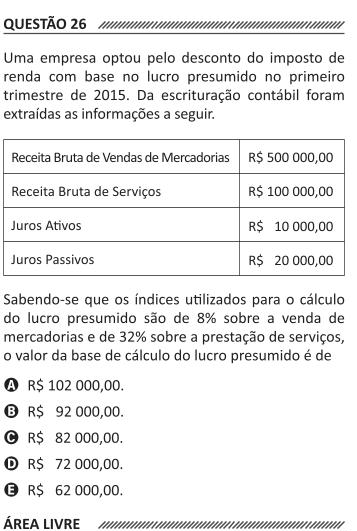 QUESTÃO 26
Uma empresa optou pelo desconto do imposto de
renda com base no lucro presumido no primeiro
trimestre de 2015. Da escrituração contábil foram
extraídas as informações a seguir.
Receita Bruta de Vendas de Mercadorias R$ 500 000,00
Receita Bruta de Serviços R$ 100 000,00
Juros Ativos R$ 10 000,00
Juros Passivos R$ 20 000,00
Sabendo-se que os índices utilizados para o cálculo
do lucro presumido são de 8% sobre a venda de
mercadorias e de 32% sobre a prestação de serviços,
o valor da base de cálculo do lucro presumido é de
A R$ 102 000,00.
B R$ 92 000,00.
C R$ 82 000,00.
D R$ 72 000,00.
E R$ 62 000,00.
ÁREA LIVRE